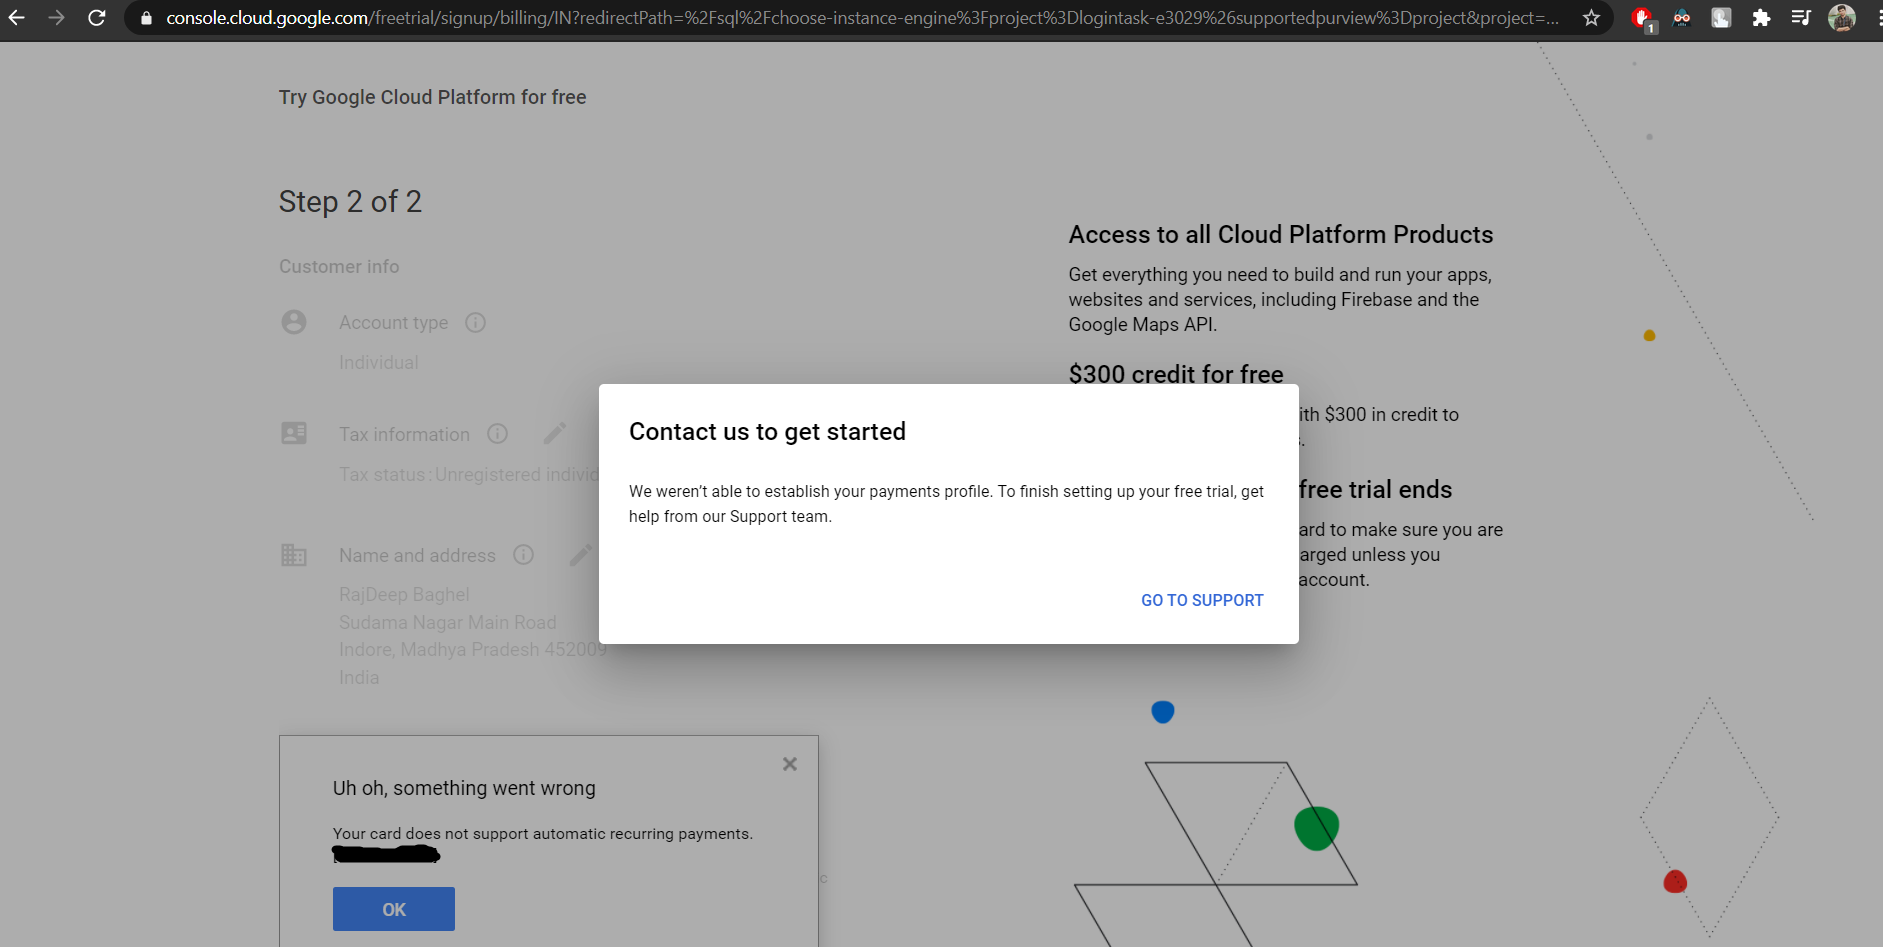 console.cloud.google.com/freetrial/signup/billing/IN?redirectPath=%2Fsql%2Fchoose-instance-engine%3Fproject%3Dlogintask-e3029%26supportedpurview%3Dproject&project=...
1
Try Google Cloud Platform for free
Step 2 of 2
Customer info
Account type
Individual
Tax information
Tax status: Unregistered individ
Name and address
RajDeep Baghel
Sudama Nagar Main Road
Indore, Madhya Pradesh 452009
India
Access to all Cloud Platform Products
Get everything you need to build and run your apps,
websites and services, including Firebase and the
Google Maps API.
$300 credit for free
ith $300 in credit to
s.
free trial ends
ard to make sure you are
arged unless you
account.
Contact us to get started
We weren't able to establish your payments profile. To finish setting up your free trial, get
help from our Support team.
GO TO SUPPORT
Uh oh, something went wrong
Your card does not support automatic recurring payments.
OK
c